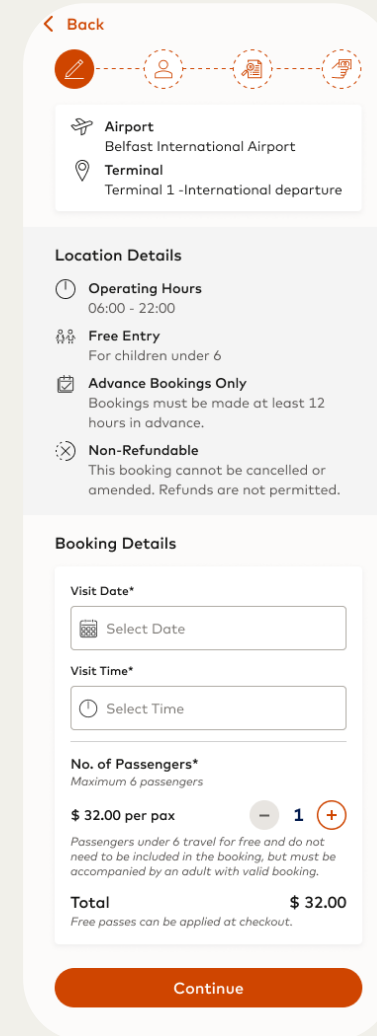 Back
Airport
Belfast International Airport
Terminal
Terminal 1 -International departure
Location Details
Operating Hours
06:00 - 22:00
Free Entry
For children under 6
Advance Bookings Only
Bookings must be made at least 12
hours in advance.
Non-Refundable
This booking cannot be cancelled or
amended. Refunds are not permitted.
Booking Details
Visit Date*
Select Date
Visit Time*
Select Time
No. of Passengers*
Maximum 6 passengers
$ 32.00 per pax − 1 +
Passengers under 6 travel for free and do not
need to be included in the booking, but must be
accompanied by an adult with valid booking.
Total $ 32.00
Free passes can be applied at checkout.
Continue